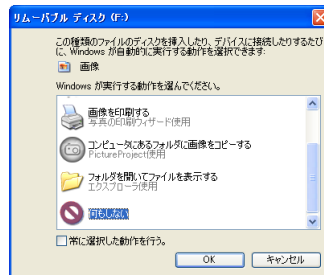 リムーバブル ディスク (F:)
この種類のファイルのディスクを挿入したり、デバイスに接続したりするたび
に、Windows が自動的に実行する動作を選択できます:
画像
Windows が実行する動作を選んでください。
画像を印刷する
写真の印刷ウィザード使用
コンピュータにあるフォルダに画像をコピーする
PictureProject使用
フォルダを開いてファイルを表示する
エクスプローラ使用
何もしない
常に選択した動作を行う。
OK キャンセル